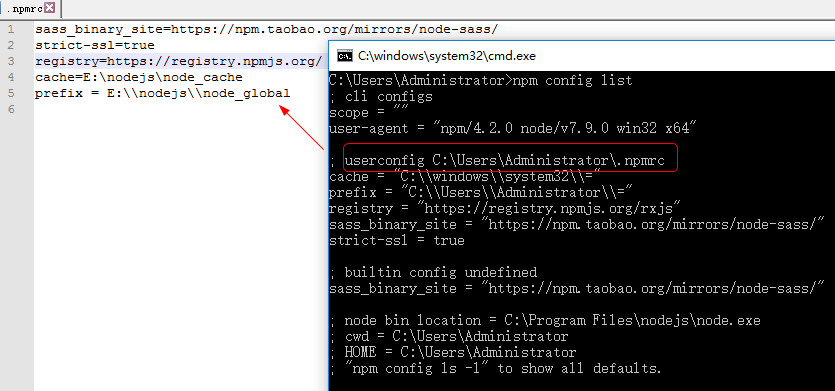 .npmrc
1 sass_binary_site=https://npm.taobao.org/mirrors/node-sass/
2 strict-ssl=true
3 registry=https://registry.npmjs.org/
4 cache=E:\nodejs\node_cache
5 prefix = E:\\nodejs\\node_global
6
C:\windows\system32\cmd.exe
C:\Users\Administrator>npm config list
; cli configs
scope = ""
user-agent = "npm/4.2.0 node/v7.9.0 win32 x64"
; userconfig C:\Users\Administrator\.npmrc
cache = "C:\\windows\\system32\\="
prefix = "C:\\Users\\Administrator\\="
registry = "https://registry.npmjs.org/rxjs"
sass_binary_site = "https://npm.taobao.org/mirrors/node-sass/"
strict-ssl = true
; builtin config undefined
sass_binary_site = "https://npm.taobao.org/mirrors/node-sass/"
; node bin location = C:\Program Files\nodejs\node.exe
; cwd = C:\Users\Administrator
; HOME = C:\Users\Administrator
; "npm config ls -l" to show all defaults.